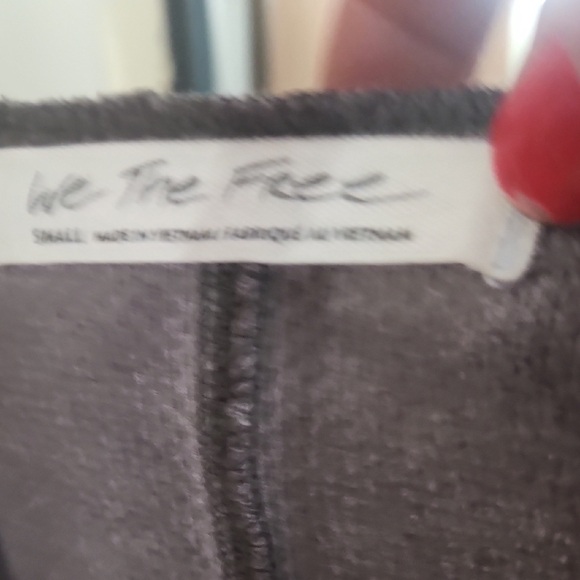 We The Free
SMALL MADE IN VIETNAM / FABRIQUÉ AU VIETNAM